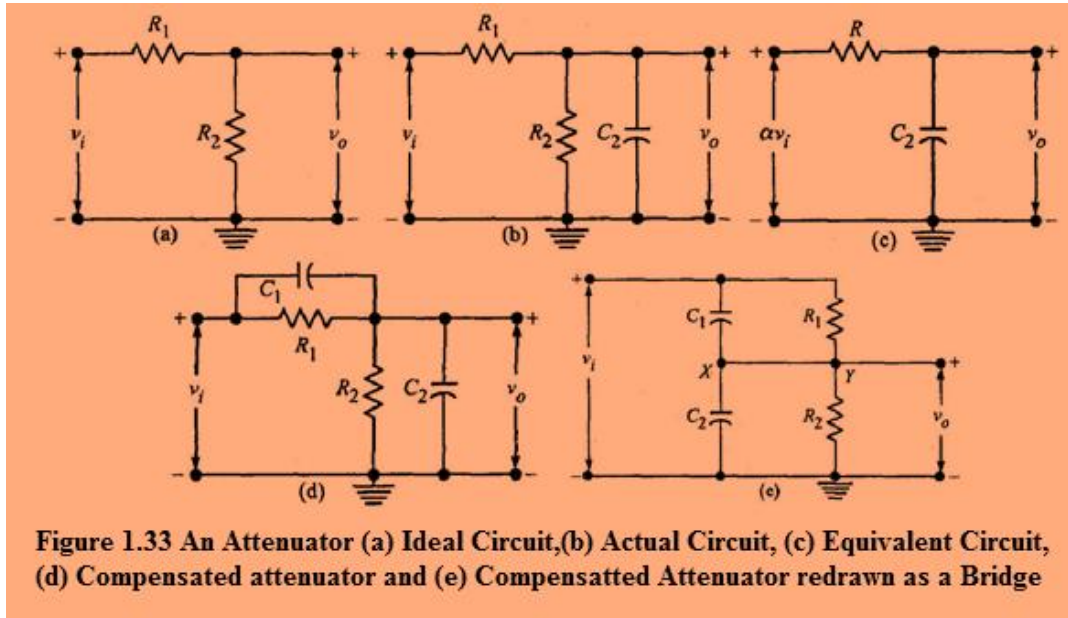 R1 R1 R
+ + + + + +
vi R2 vo vi R2 C2 vo αvi C2 vo
− − − − − −
(a) (b) (c)
C1 +
+ + C1 R1
R1 vi X Y +
vi R2 C2 vo C2 R2 vo
− − − −
(d) (e)
Figure 1.33 An Attenuator (a) Ideal Circuit,(b) Actual Circuit, (c) Equivalent Circuit,
(d) Compensated attenuator and (e) Compensatted Attenuator redrawn as a Bridge